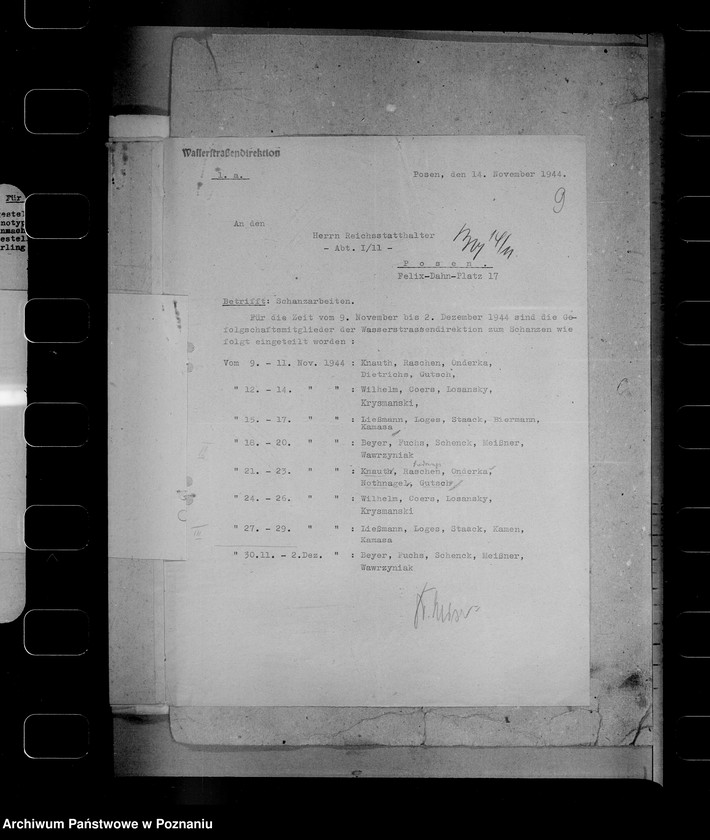 Für
Wasserstraßendirektion
I. a.
Posen, den 14. November 1944.
9
An den
Herrn Reichsstatthalter
- Abt. I/11 -
14/11
P o s e n .
Felix-Dahn-Platz 17
Betrifft: Schanzarbeiten.
Für die Zeit vom 9. November bis 2. Dezember 1944 sind die Ge-
folgschaftsmitglieder der Wasserstrassendirektion zum Schanzen wie
folgt eingeteilt worden :
Vom 9. - 11. Nov. 1944 : Knauth, Raschen, Onderka,
Dietrichs, Gutsch,
" 12. - 14. " " : Wilhelm, Coers, Losansky,
Krysmanski,
" 15. - 17. " " : Ließmann, Loges, Staack, Biermann,
Kamasa
" 18. - 20. " " : Beyer, Fuchs, Schenck, Meißner,
Wawrzyniak
" 21. - 23. " " : Knauth, Raschen, Onderka,
Nothnagel, Gutsch
" 24. - 26. " " : Wilhelm, Coers, Losansky,
Krysmanski
" 27. - 29. " " : Ließmann, Loges, Staack, Kamen,
Kamasa
" 30.11. - 2.Dez. " : Beyer, Fuchs, Schenck, Meißner,
Wawrzyniak
Archiwum Państwowe w Poznaniu